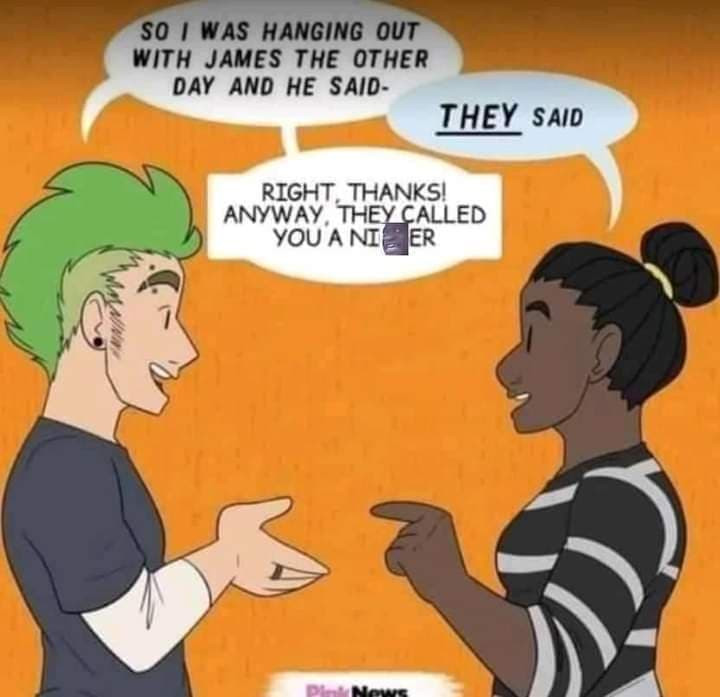 SO I WAS HANGING OUT
WITH JAMES THE OTHER
DAY AND HE SAID-
THEY SAID
RIGHT, THANKS!
ANYWAY, THEY CALLED
YOU A NI ER
PinkNews